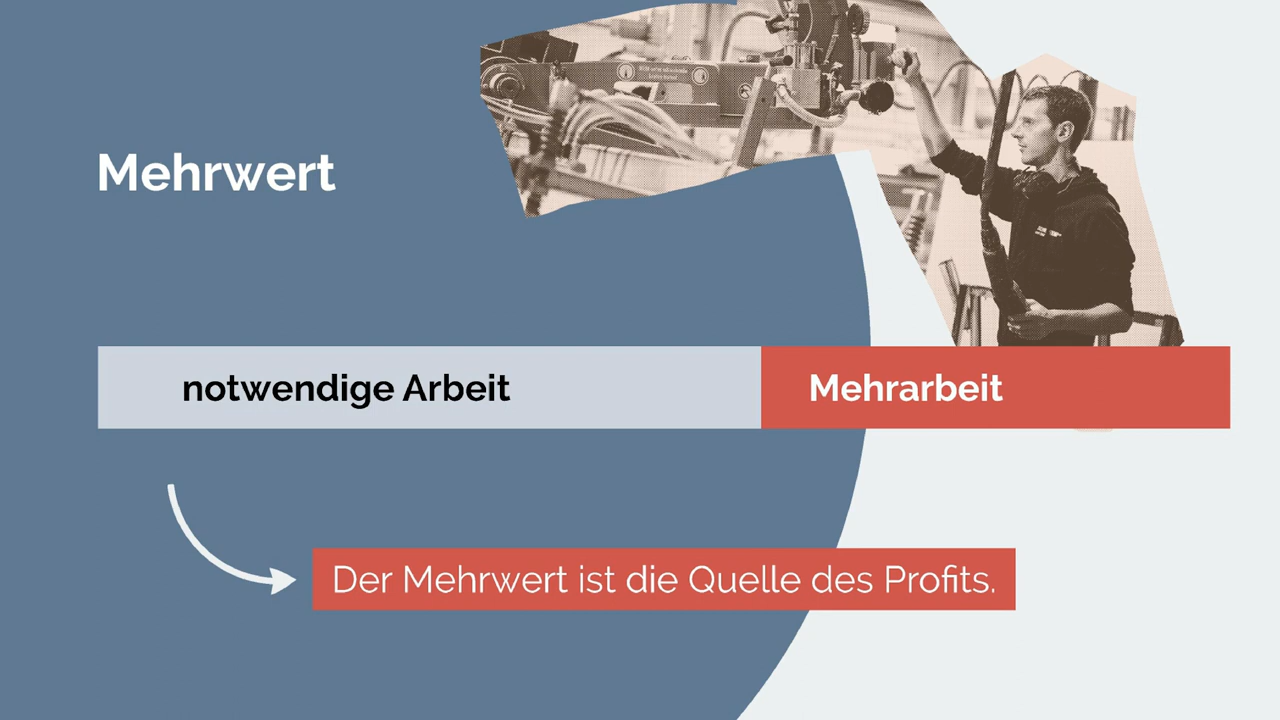 Mehrwert
notwendige Arbeit
Mehrarbeit
Der Mehrwert ist die Quelle des Profits.